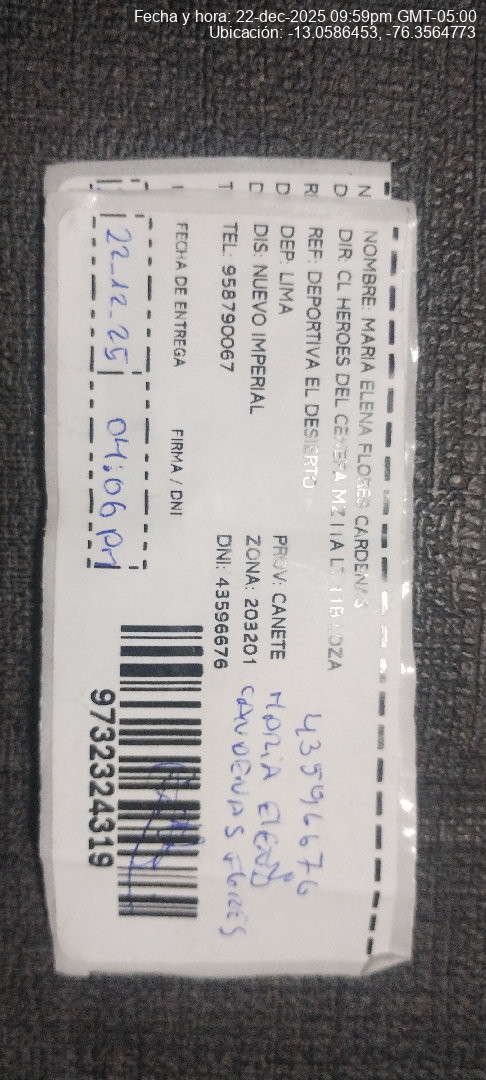 Fecha y hora: 22-dec-2025 09:59pm GMT-05:00
Ubicación: -13.0586453, -76.3564773
NOMBRE: MARIA ELENA FLORES CARDENAS
DIR: CL HEROES DEL MZ 11A LT 11B
REF: DEPORTIVA EL DESIERTO
DEP: LIMA PROV: CANETE
DIS: NUEVO IMPERIAL ZONA: 203201
TEL: 958790067 DNI: 43596676
43596676
MARIA ELENA
CARDENAS FLORES
FECHA DE ENTREGA FIRMA / DNI
22-12-25 04:06 pm
9732324319